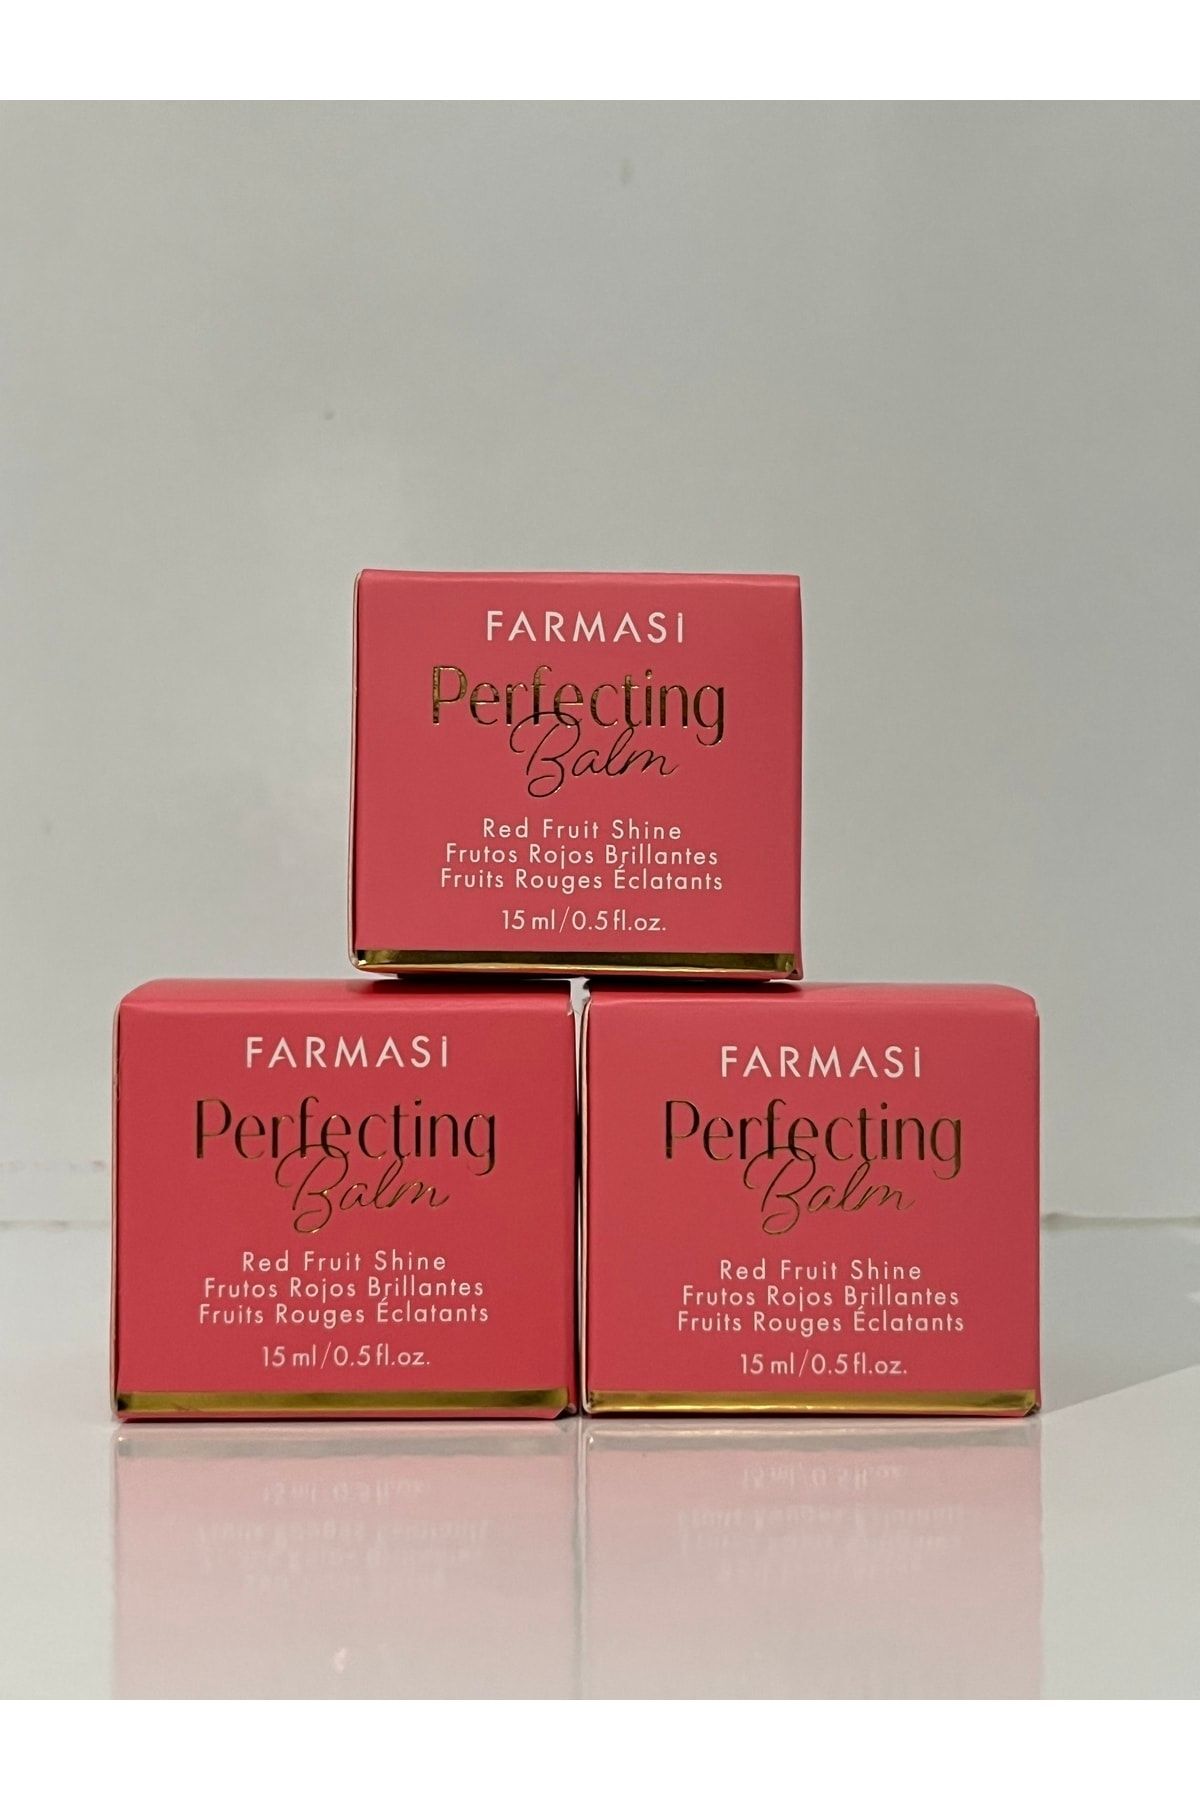 FARMASİ
Perfecting
Balm
Red Fruit Shine
Frutos Rojos Brillantes
Fruits Rouges Éclatants
15 ml/0.5 fl.oz.
FARMASİ
Perfecting
Balm
Red Fruit Shine
Frutos Rojos Brillantes
Fruits Rouges Éclatants
15 ml/0.5 fl.oz.
FARMASİ
Perfecting
Balm
Red Fruit Shine
Frutos Rojos Brillantes
Fruits Rouges Éclatants
15 ml/0.5 fl.oz.